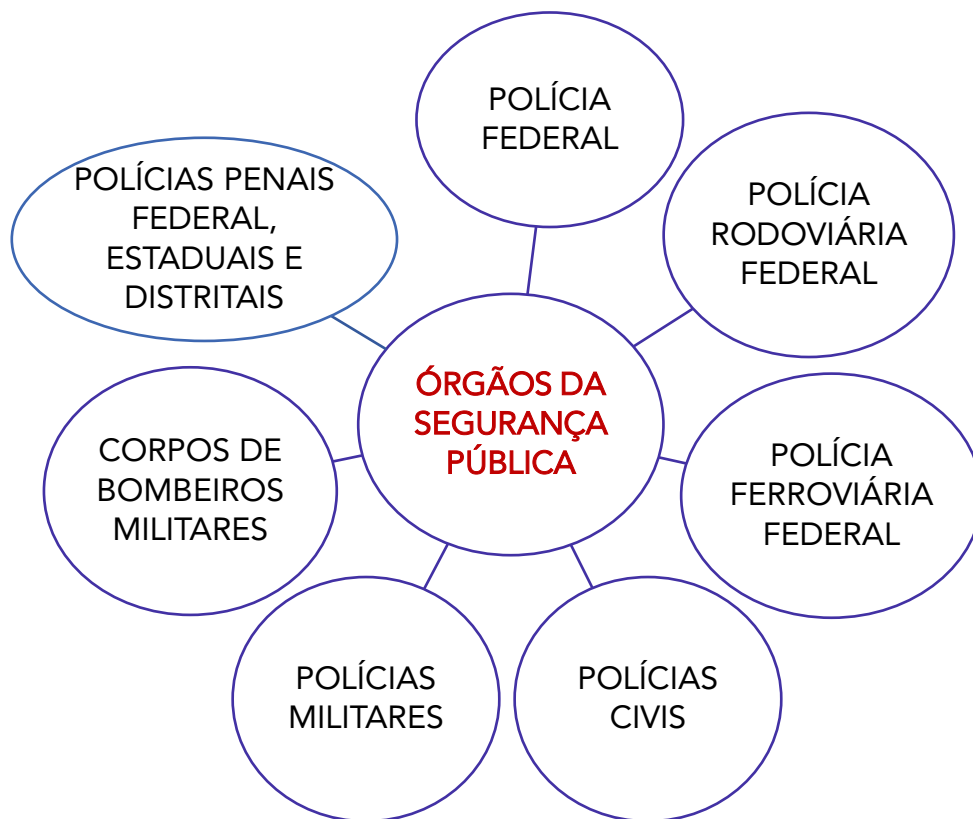 POLÍCIA
FEDERAL
POLÍCIAS PENAIS
FEDERAL,
ESTADUAIS E
DISTRITAIS
POLÍCIA
RODOVIÁRIA
FEDERAL
ÓRGÃOS DA
SEGURANÇA
PÚBLICA
CORPOS DE
BOMBEIROS
MILITARES
POLÍCIA
FERROVIÁRIA
FEDERAL
POLÍCIAS
MILITARES
POLÍCIAS
CIVIS